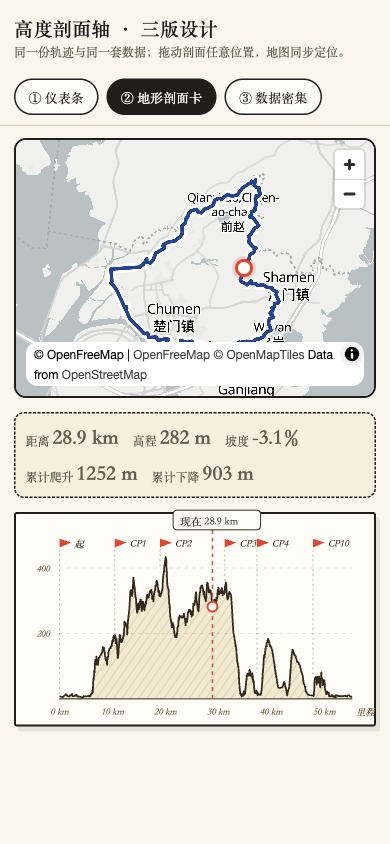 高度剖面轴 · 三版设计
同一份轨迹与同一套数据；拖动剖面任意位置，地图同步定位。
① 仪表条 ② 地形剖面卡 ③ 数据密集
+
−
前赵
Shamen
门镇
Chumen
楚门镇
© OpenFreeMap | OpenFreeMap © OpenMapTiles Data
from OpenStreetMap
Ganjiang
距离 28.9 km 高程 282 m 坡度 -3.1%
累计爬升 1252 m 累计下降 903 m
现在 28.9 km
起 CP1 CP2 CP3 CP4 CP10
400
200
0 km 10 km 20 km 30 km 40 km 50 km 里程